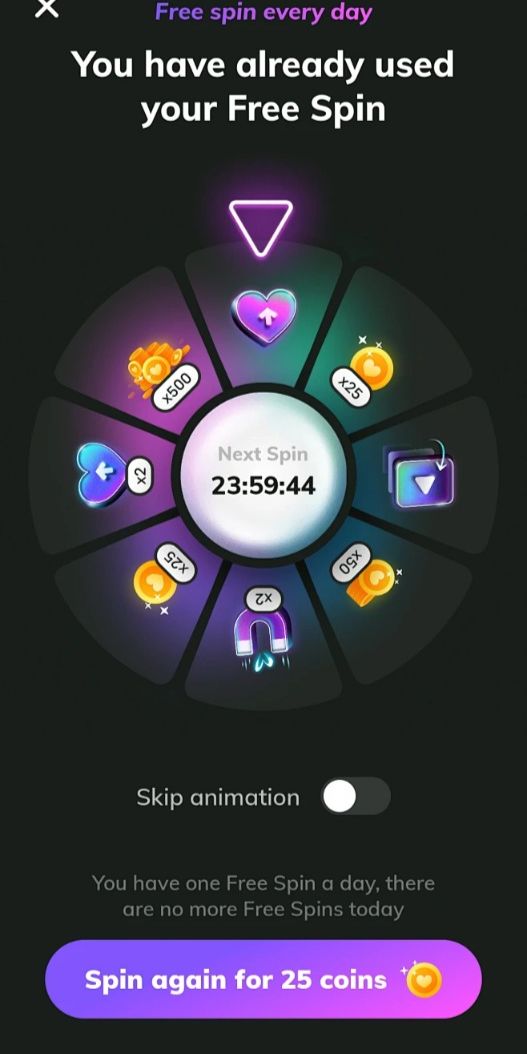 Free spin every day
You have already used
your Free Spin
x500
x25
x2
Next Spin
23:59:44
x25
x50
x2
Skip animation
You have one Free Spin a day, there
are no more Free Spins today
Spin again for 25 coins